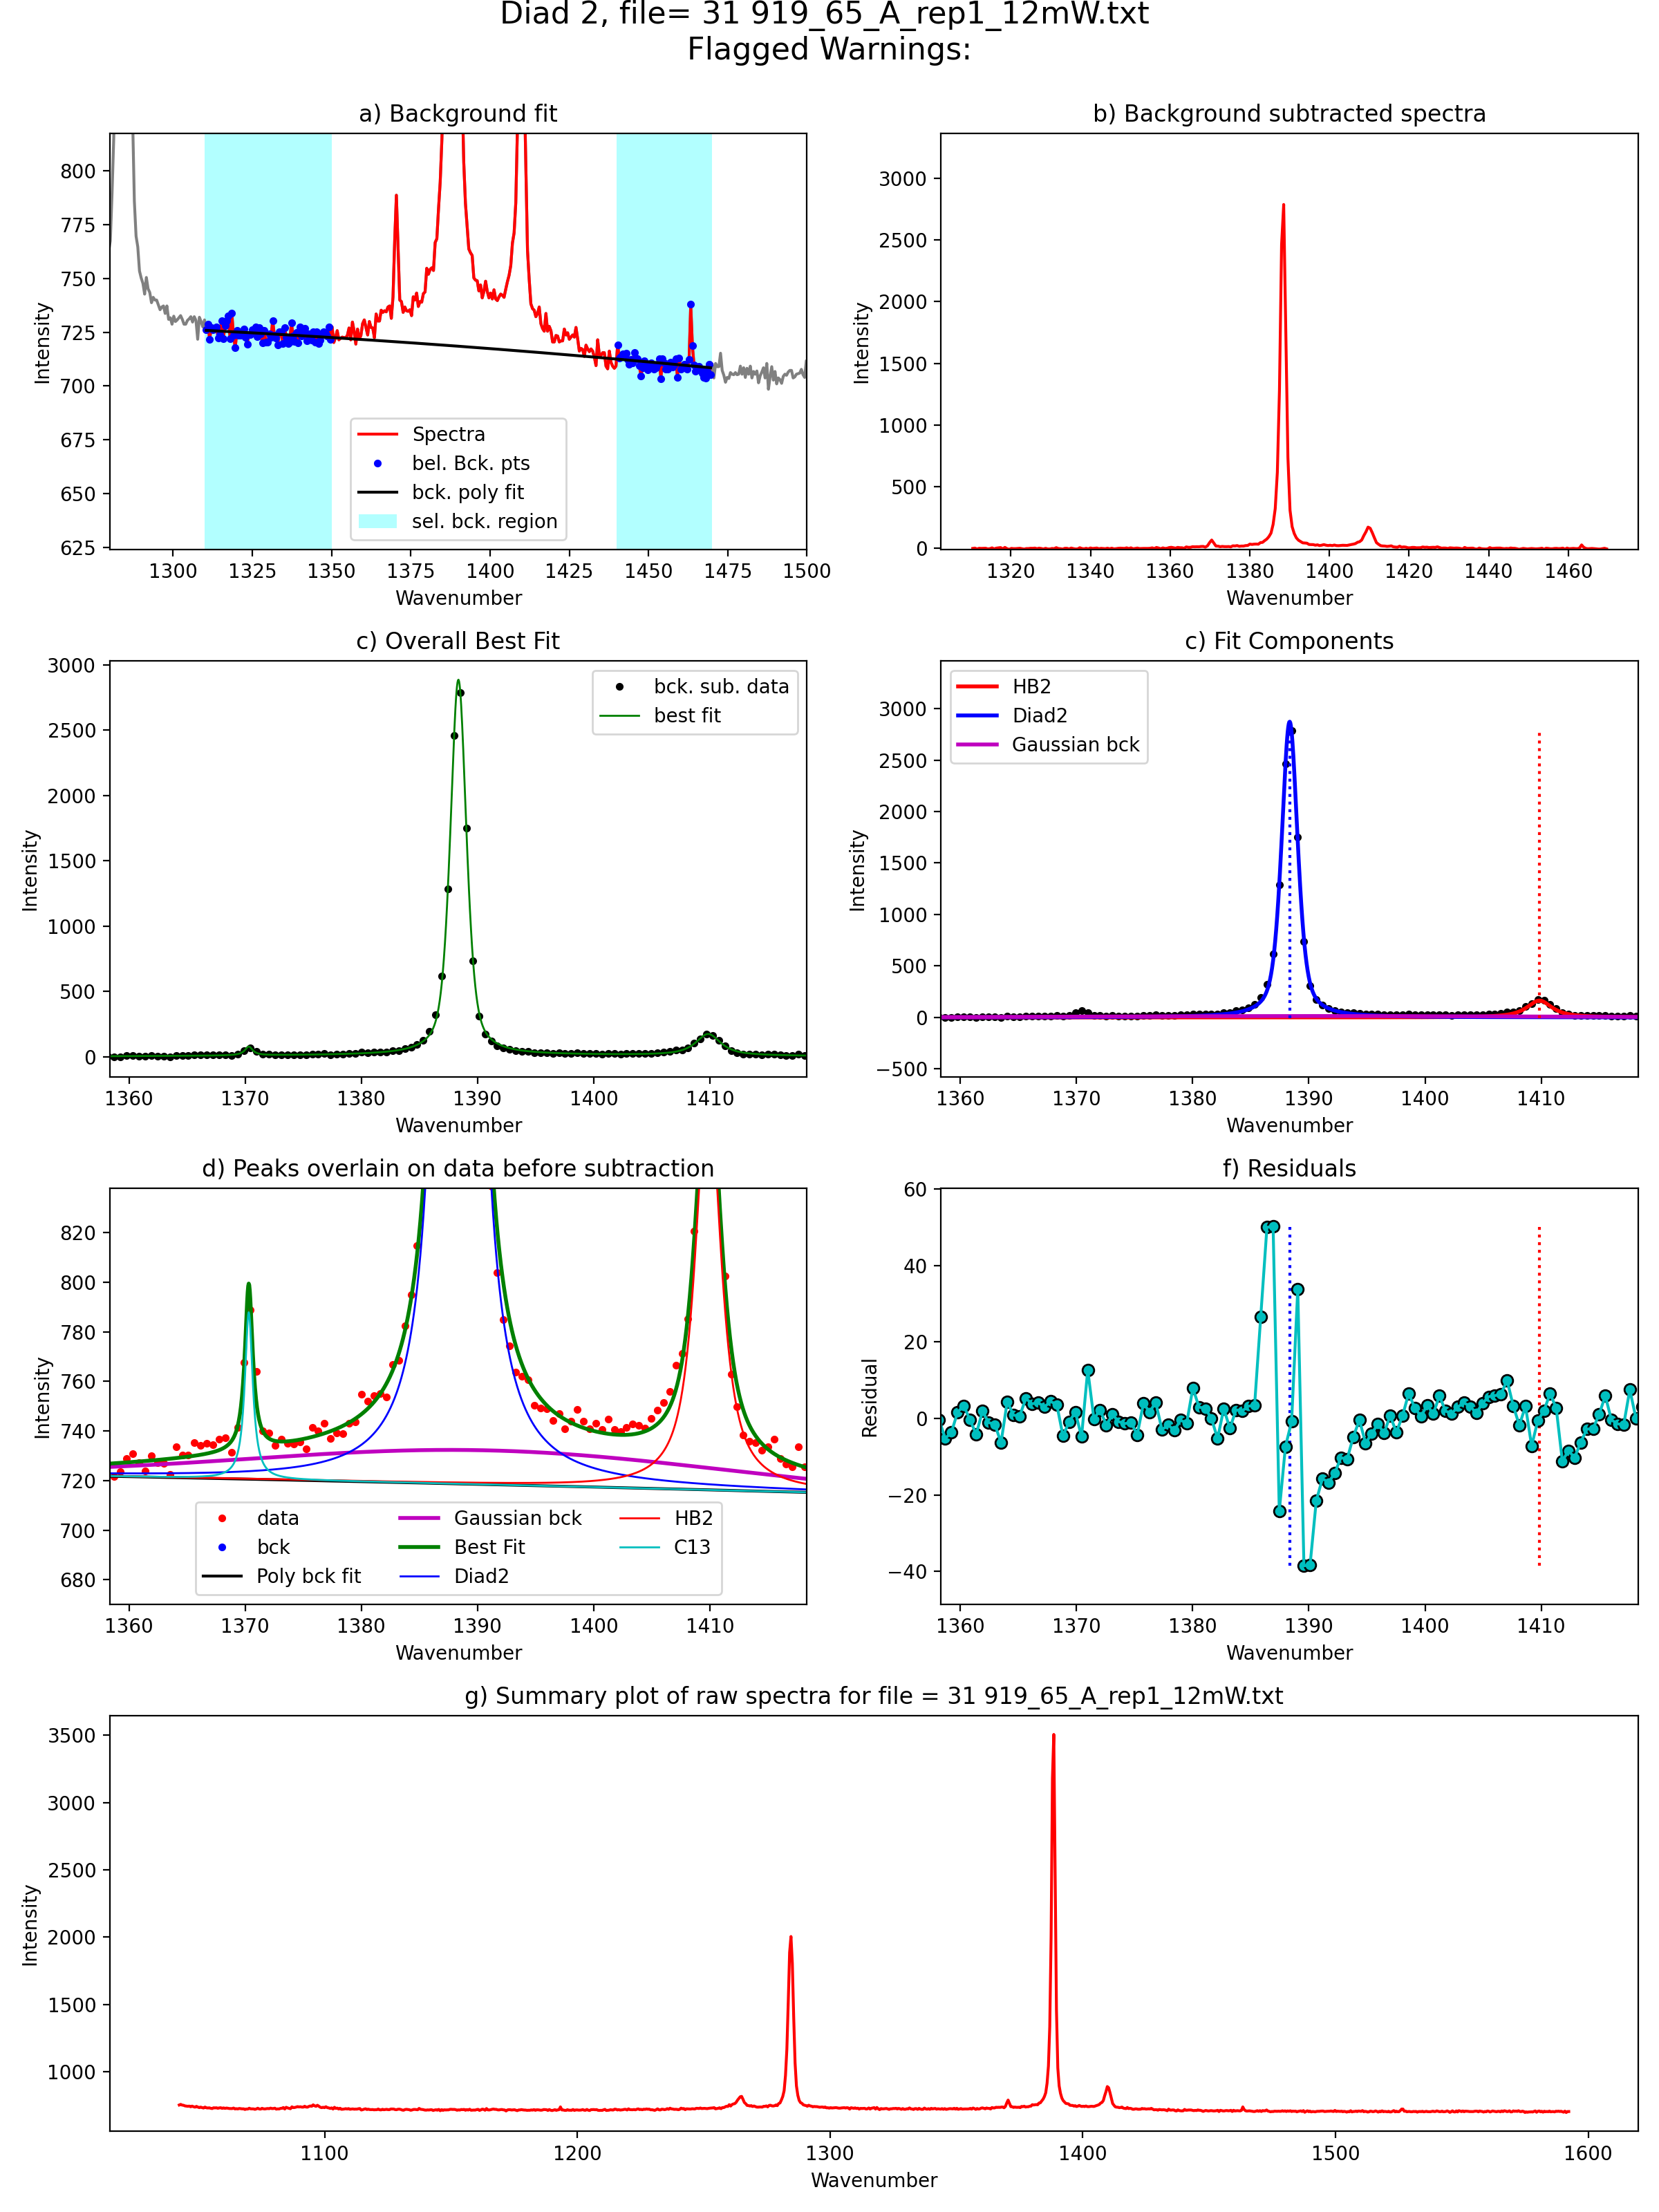 Diad 2, file= 31 919_65_A_rep1_12mW.txt
Flagged Warnings:
a) Background fit
Intensity
800
775
750
725
700
675
650
625
Spectra
bel. Bck. pts
bck. poly fit
sel. bck. region
1300 1325 1350 1375 1400 1425 1450 1475 1500
Wavenumber
b) Background subtracted spectra
Intensity
3000
2500
2000
1500
1000
500
0
1320 1340 1360 1380 1400 1420 1440 1460
Wavenumber
c) Overall Best Fit
Intensity
3000
2500
2000
1500
1000
500
0
bck. sub. data
best fit
1360 1370 1380 1390 1400 1410
Wavenumber
c) Fit Components
Intensity
3000
2500
2000
1500
1000
500
0
−500
HB2
Diad2
Gaussian bck
1360 1370 1380 1390 1400 1410
Wavenumber
d) Peaks overlain on data before subtraction
Intensity
820
800
780
760
740
720
700
680
data
bck
Poly bck fit
Gaussian bck
Best Fit
Diad2
HB2
C13
1360 1370 1380 1390 1400 1410
Wavenumber
f) Residuals
Residual
60
40
20
0
−20
−40
1360 1370 1380 1390 1400 1410
Wavenumber
g) Summary plot of raw spectra for file = 31 919_65_A_rep1_12mW.txt
Intensity
3500
3000
2500
2000
1500
1000
1100 1200 1300 1400 1500 1600
Wavenumber